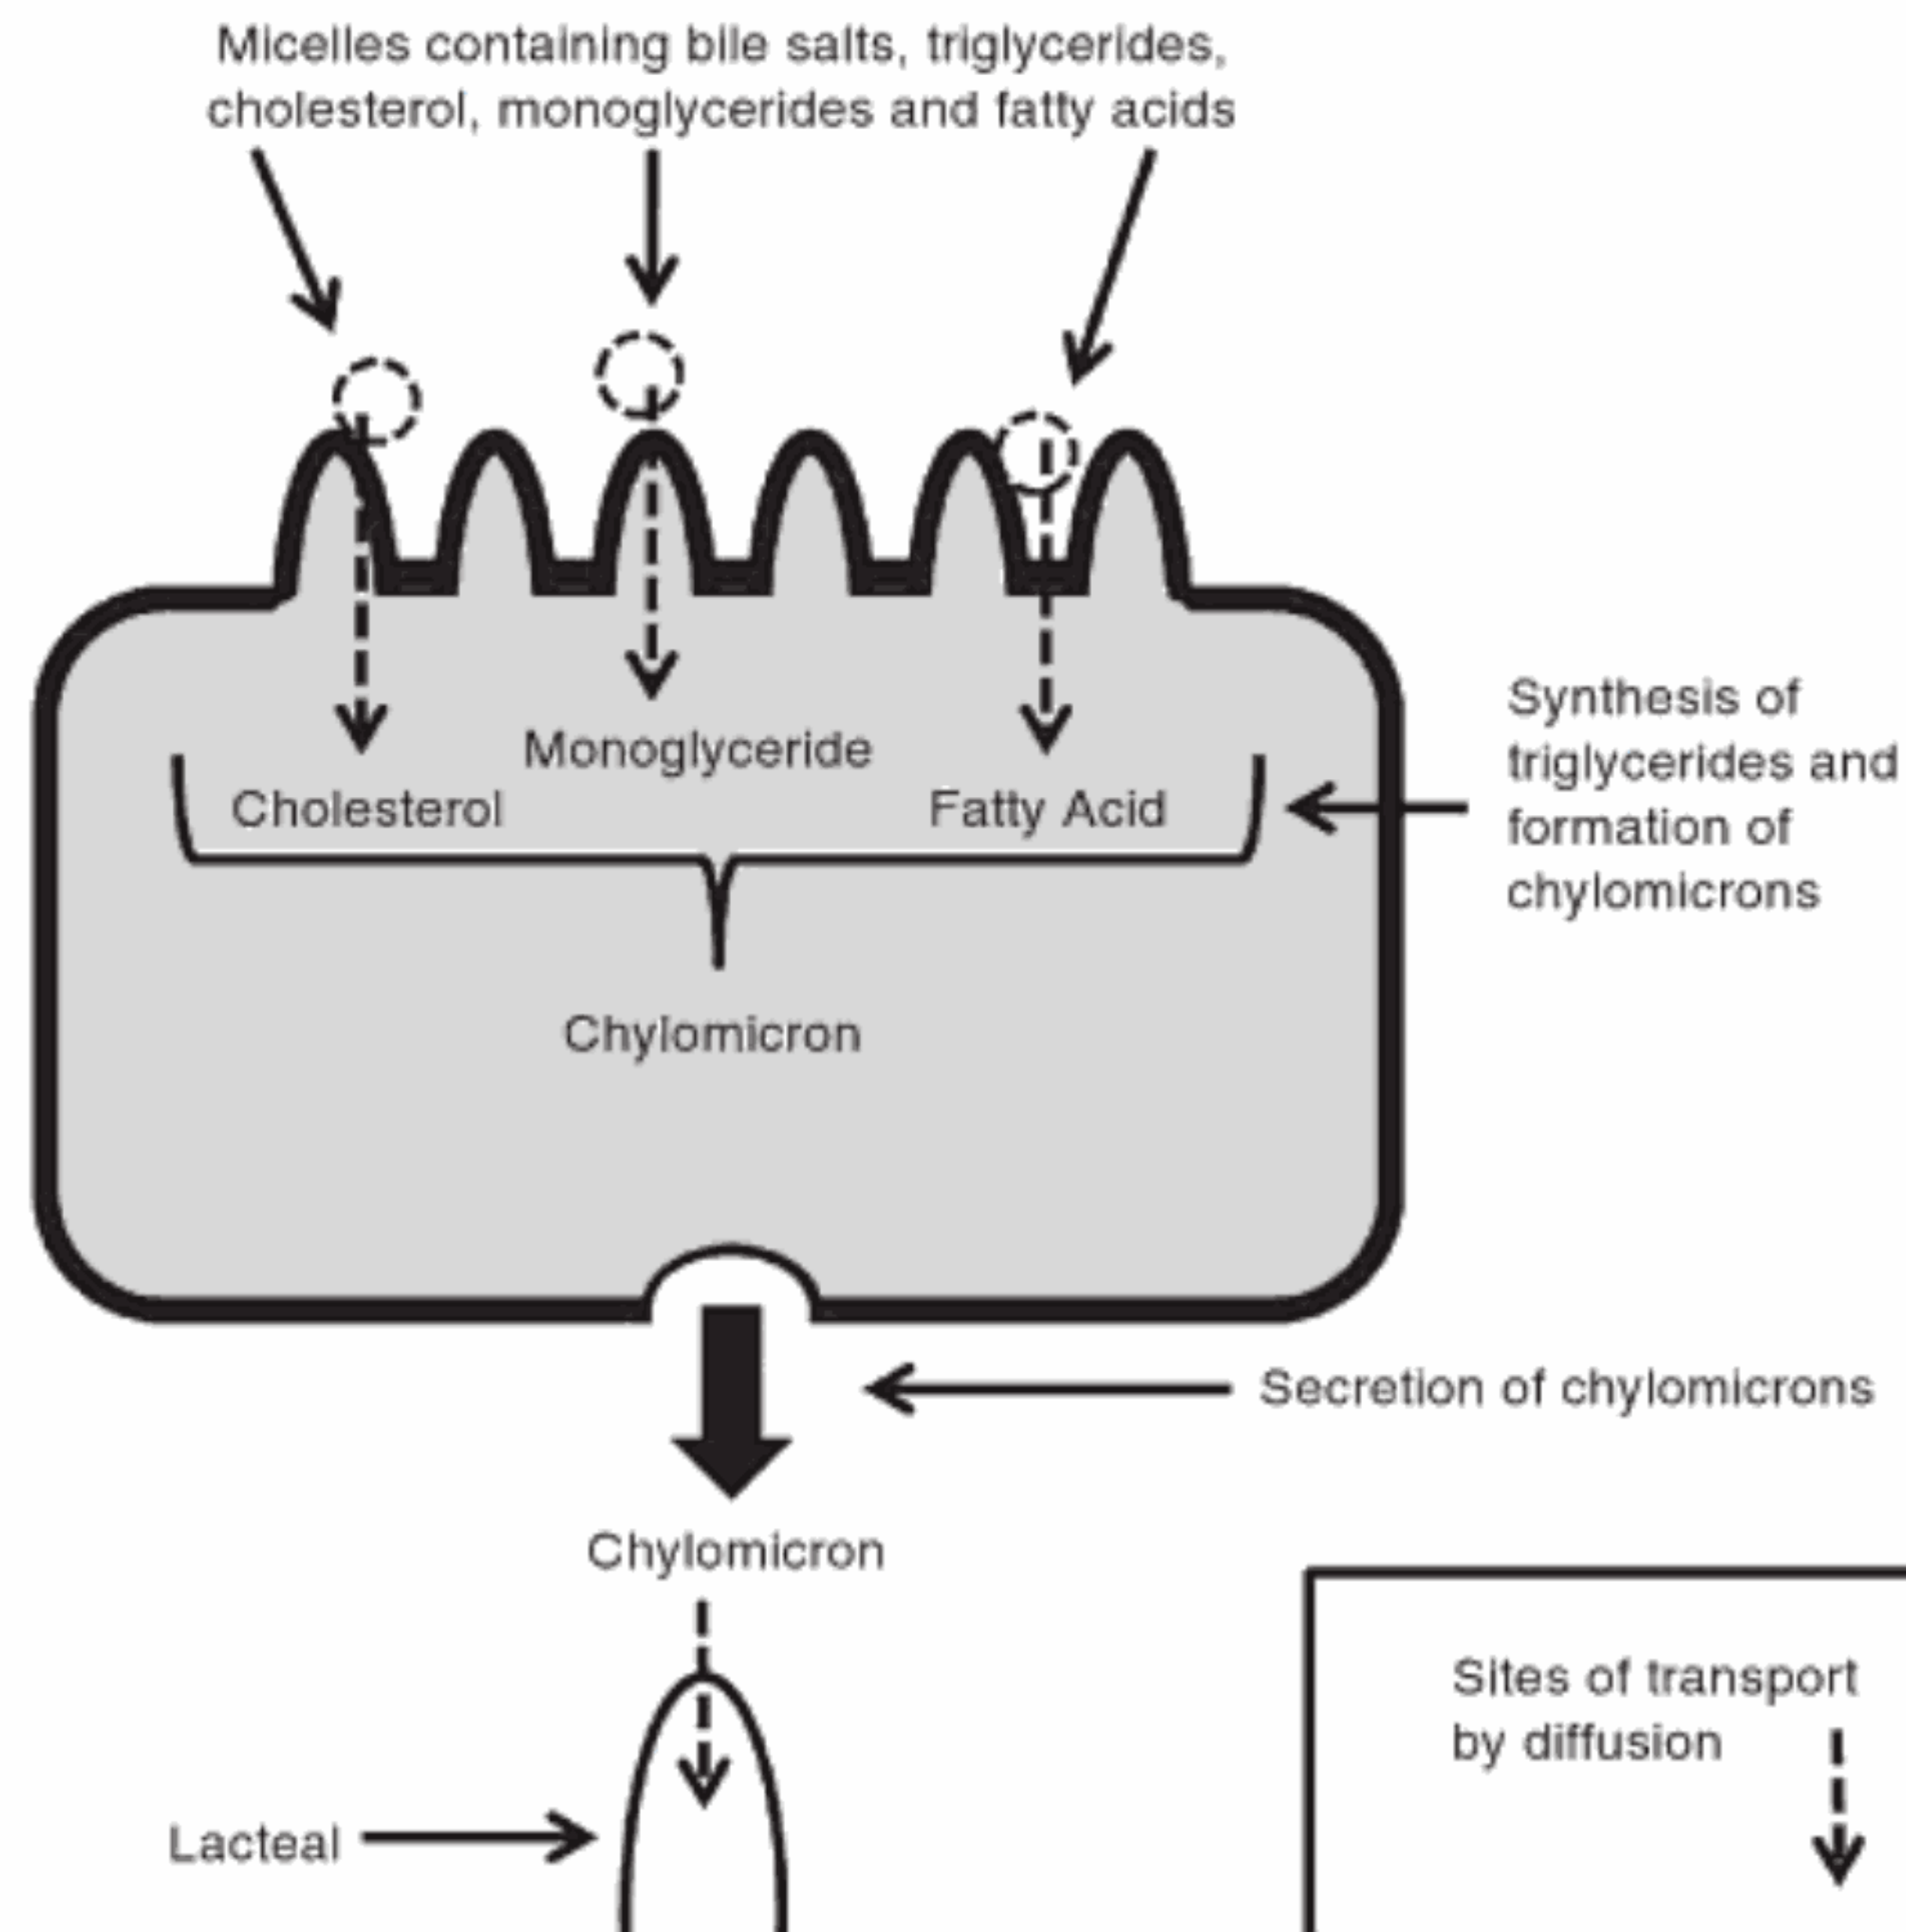 Micelles containing bile salts, triglycerides,
cholesterol, monoglycerides and fatty acids
Monoglyceride
Cholesterol
Fatty Acid
Synthesis of
triglycerides and
formation of
chylomicrons
Chylomicron
Secretion of chylomicrons
Chylomicron
Sites of transport
by diffusion
Lacteal